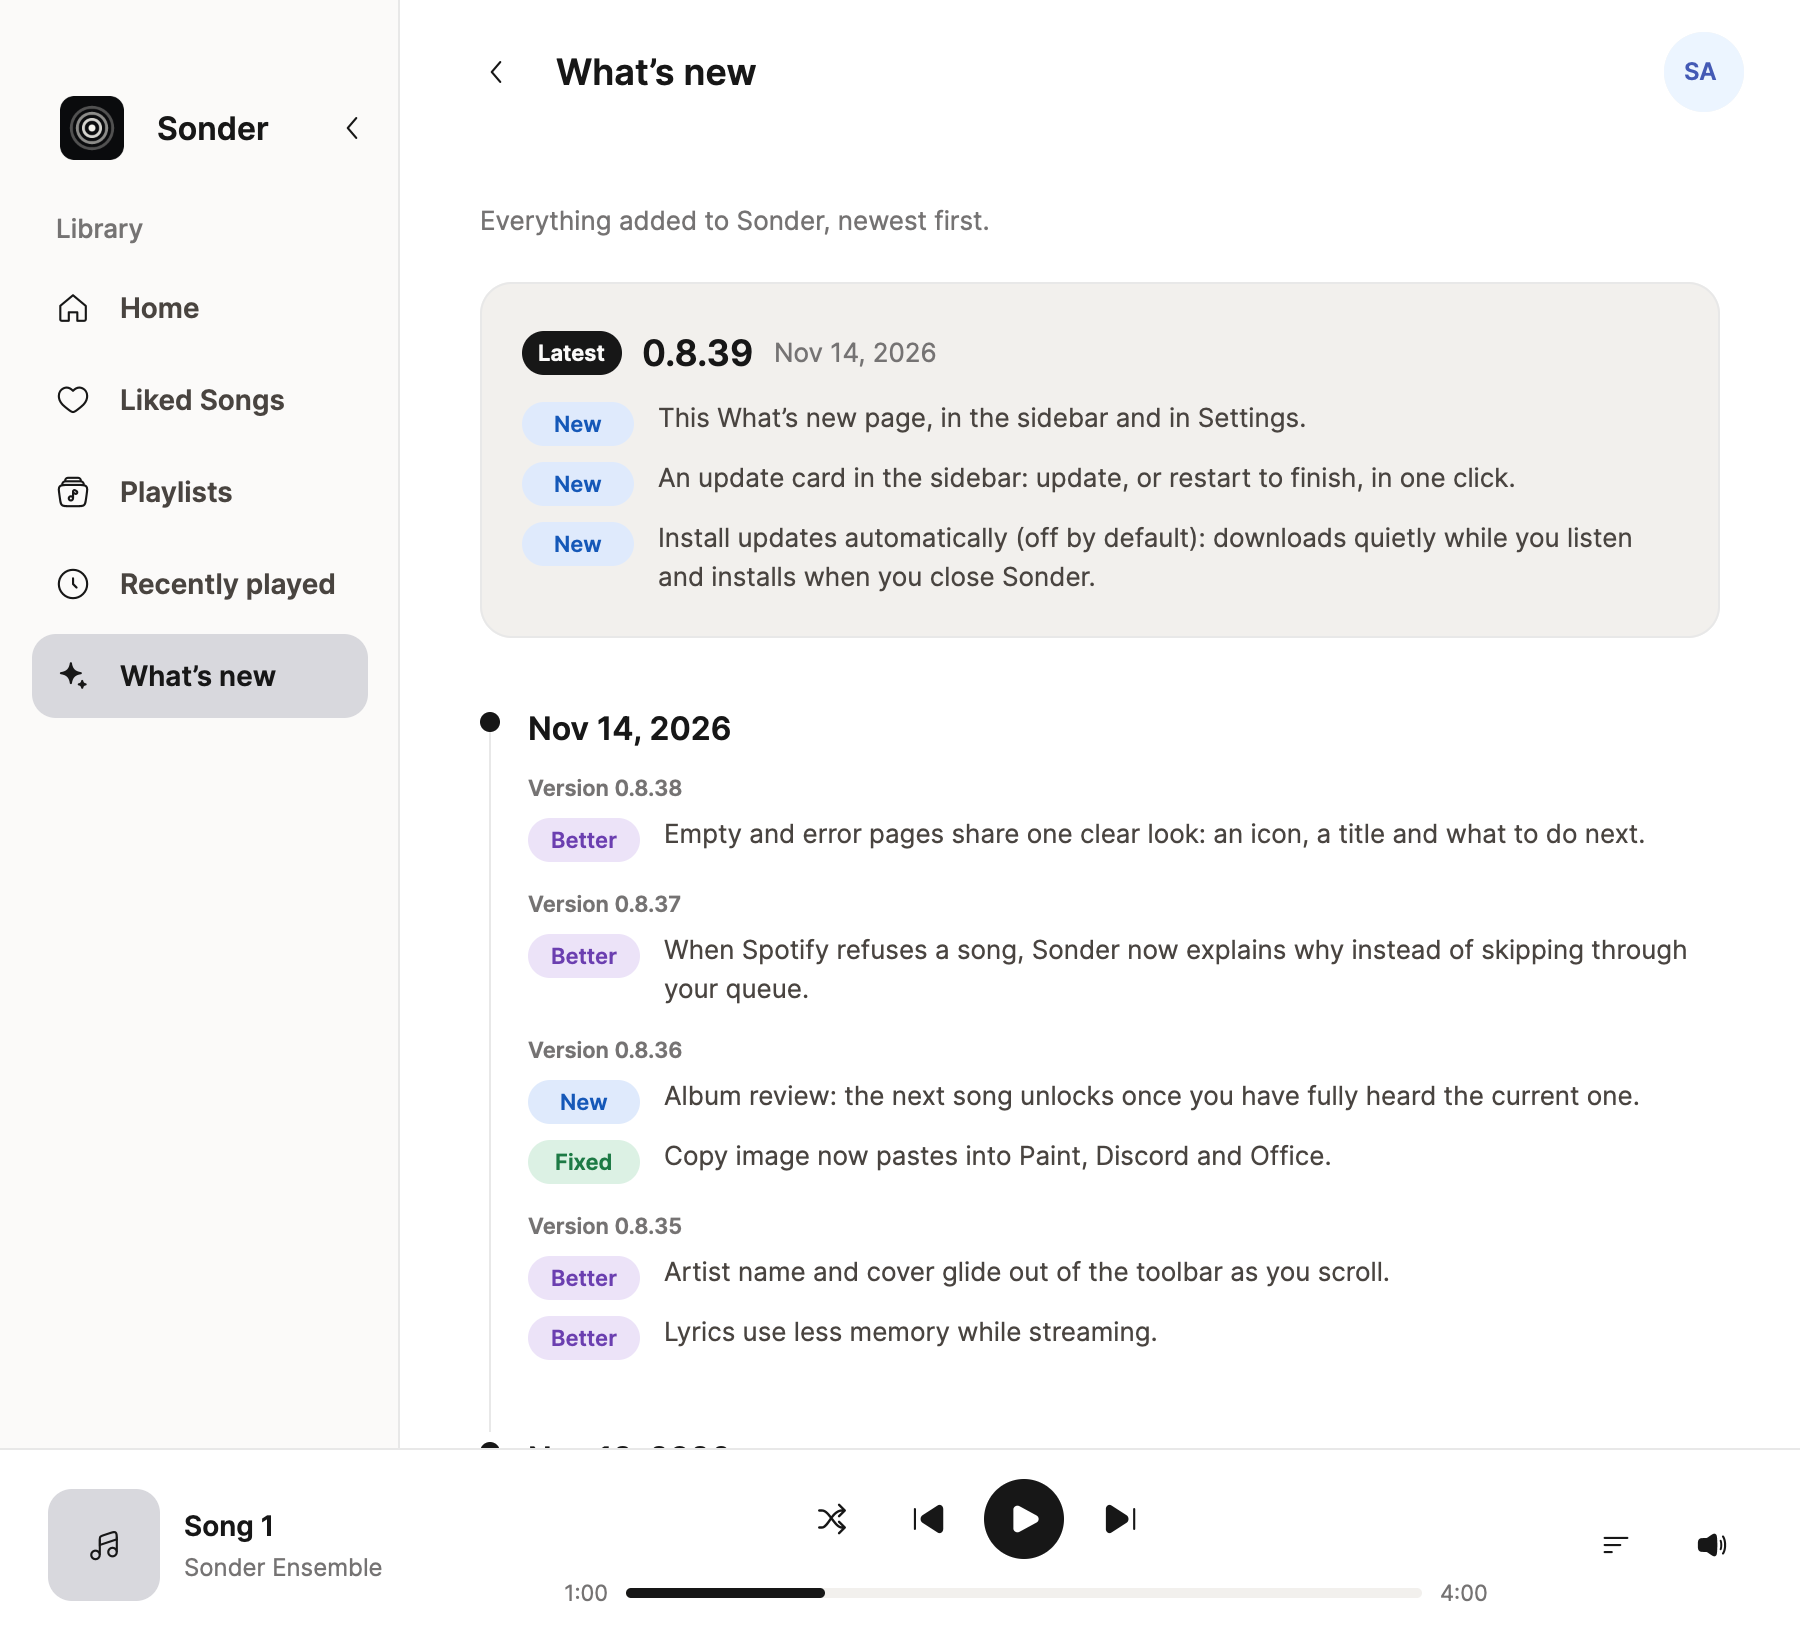 Sonder
Library
Home
Liked Songs
Playlists
Recently played
What’s new
What’s new
SA
Everything added to Sonder, newest first.
Latest 0.8.39 Nov 14, 2026
New This What’s new page, in the sidebar and in Settings.
New An update card in the sidebar: update, or restart to finish, in one click.
New Install updates automatically (off by default): downloads quietly while you listen
and installs when you close Sonder.
Nov 14, 2026
Version 0.8.38
Better Empty and error pages share one clear look: an icon, a title and what to do next.
Version 0.8.37
Better When Spotify refuses a song, Sonder now explains why instead of skipping through
your queue.
Version 0.8.36
New Album review: the next song unlocks once you have fully heard the current one.
Fixed Copy image now pastes into Paint, Discord and Office.
Version 0.8.35
Better Artist name and cover glide out of the toolbar as you scroll.
Better Lyrics use less memory while streaming.
Song 1
Sonder Ensemble
1:00
4:00